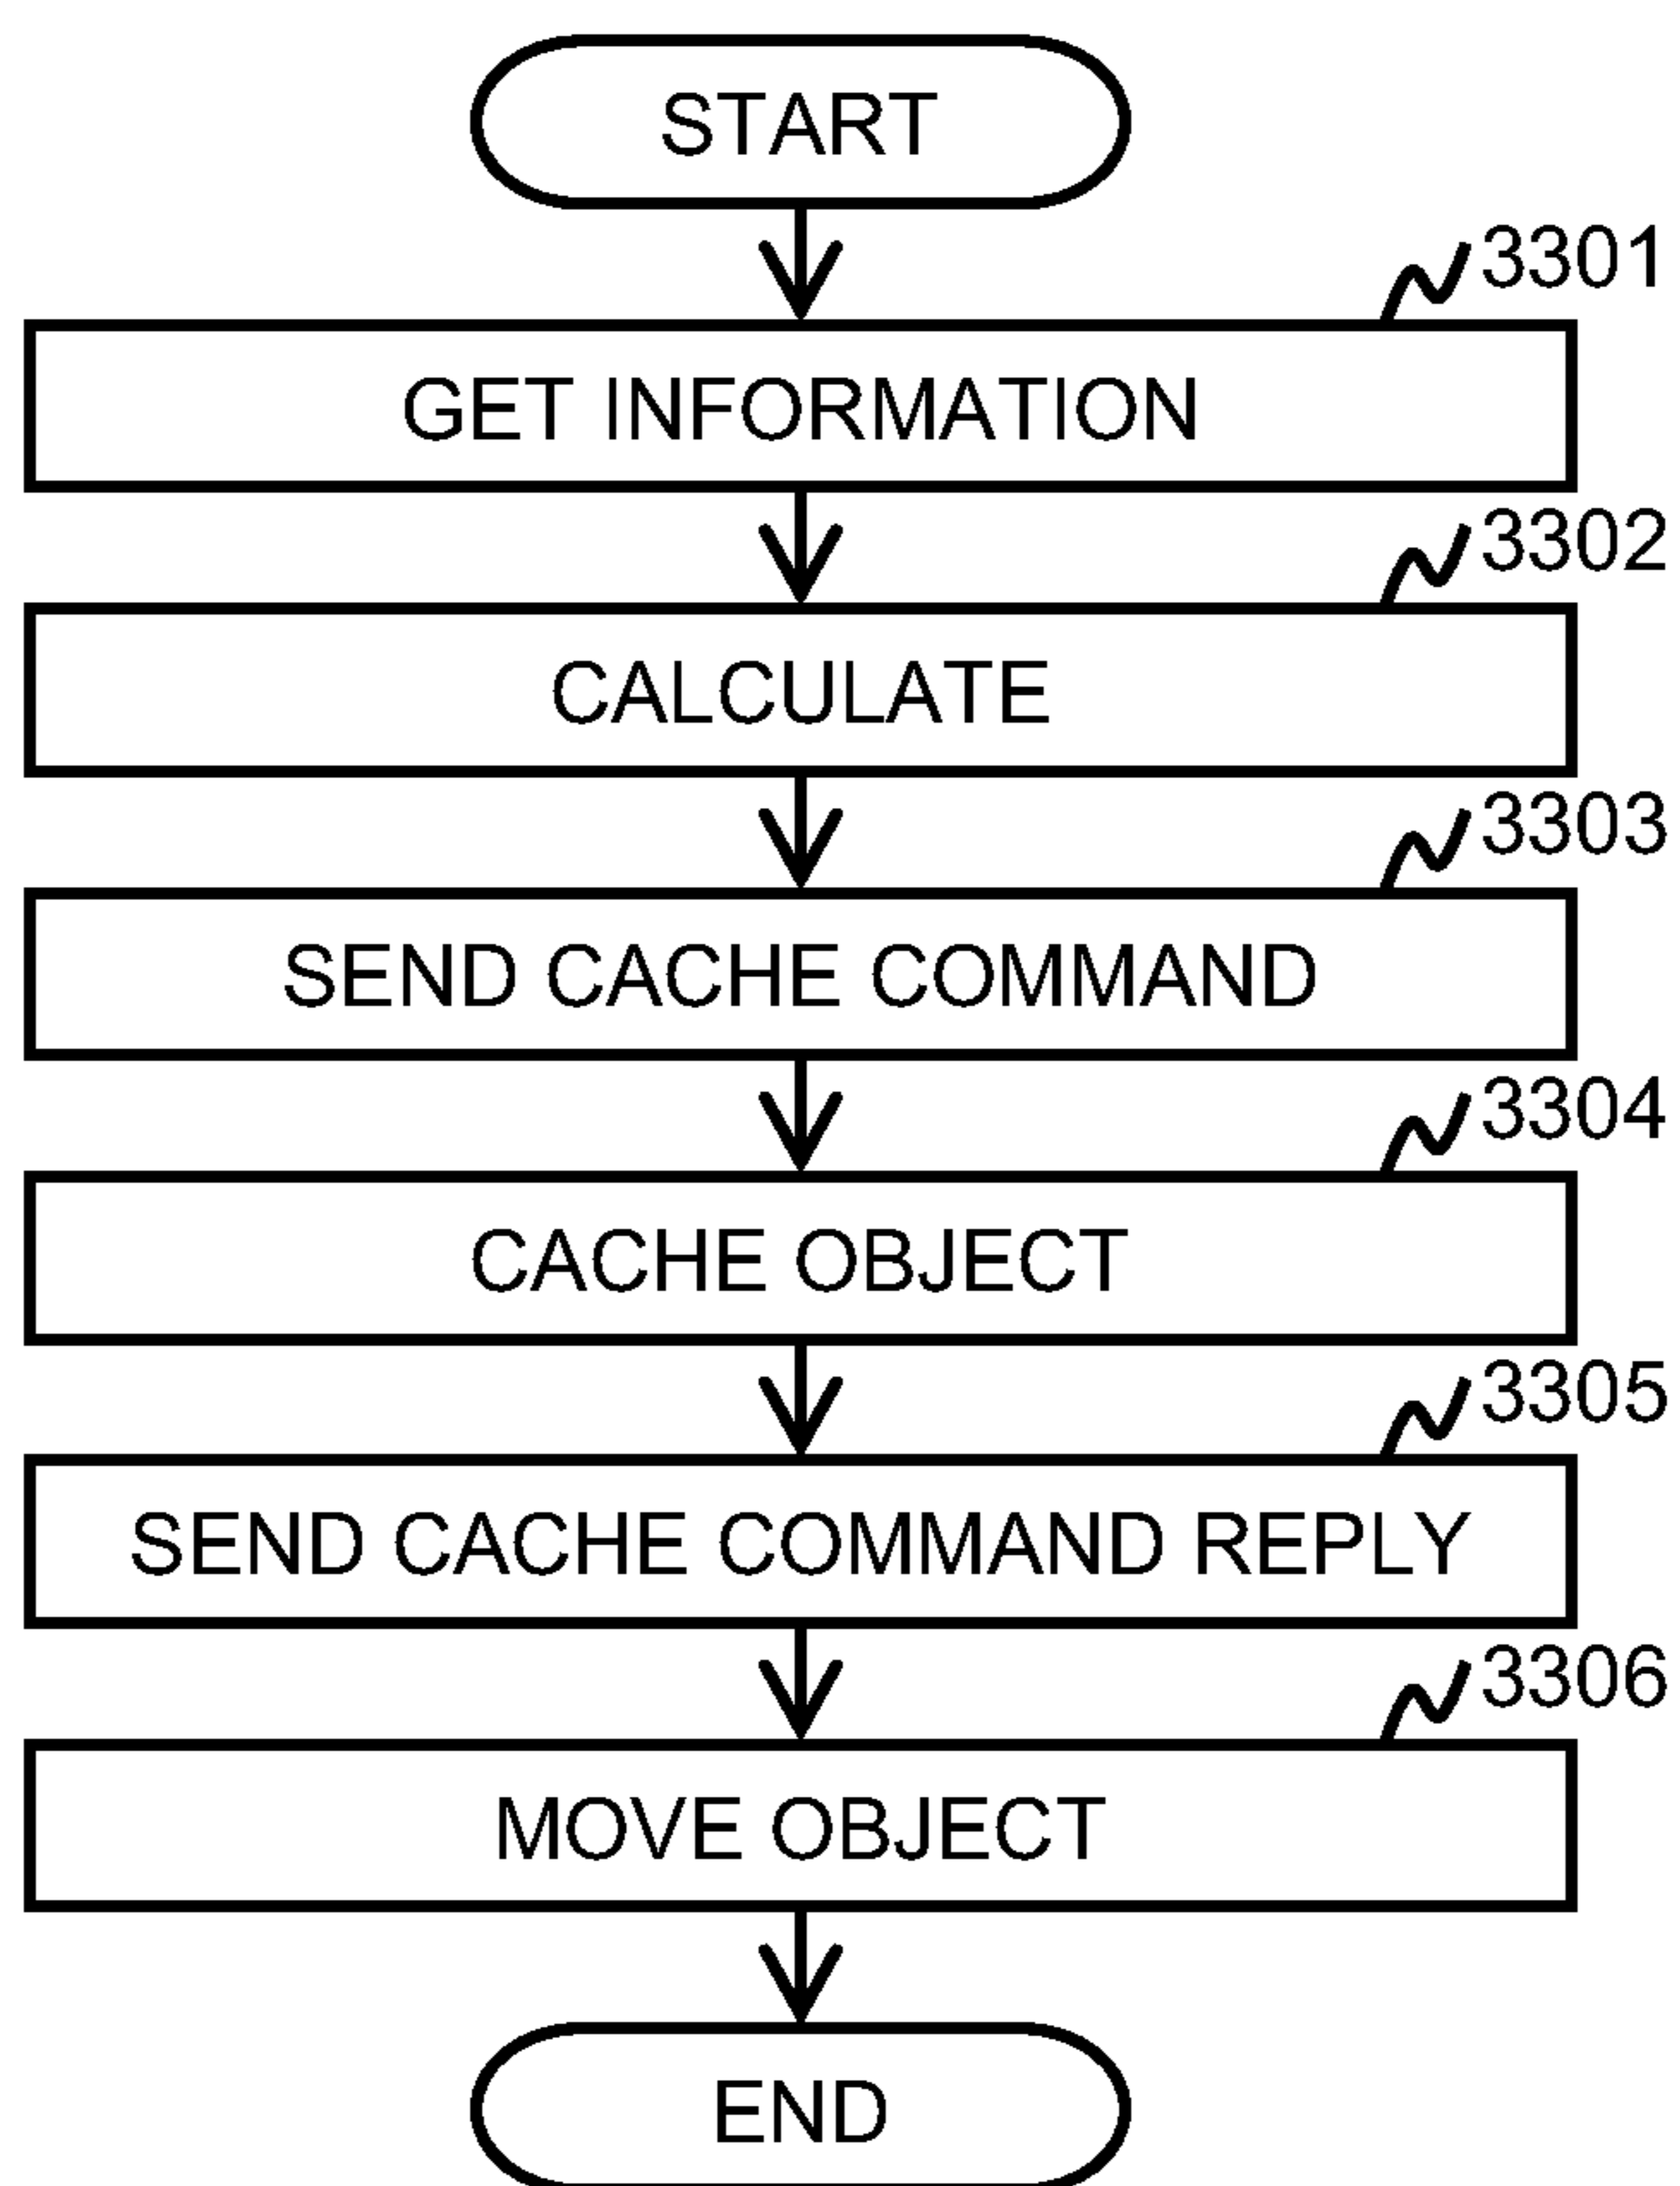 START
3301
GET INFORMATION
3302
CALCULATE
3303
SEND CACHE COMMAND
3304
CACHE OBJECT
3305
SEND CACHE COMMAND REPLY
3306
MOVE OBJECT
END